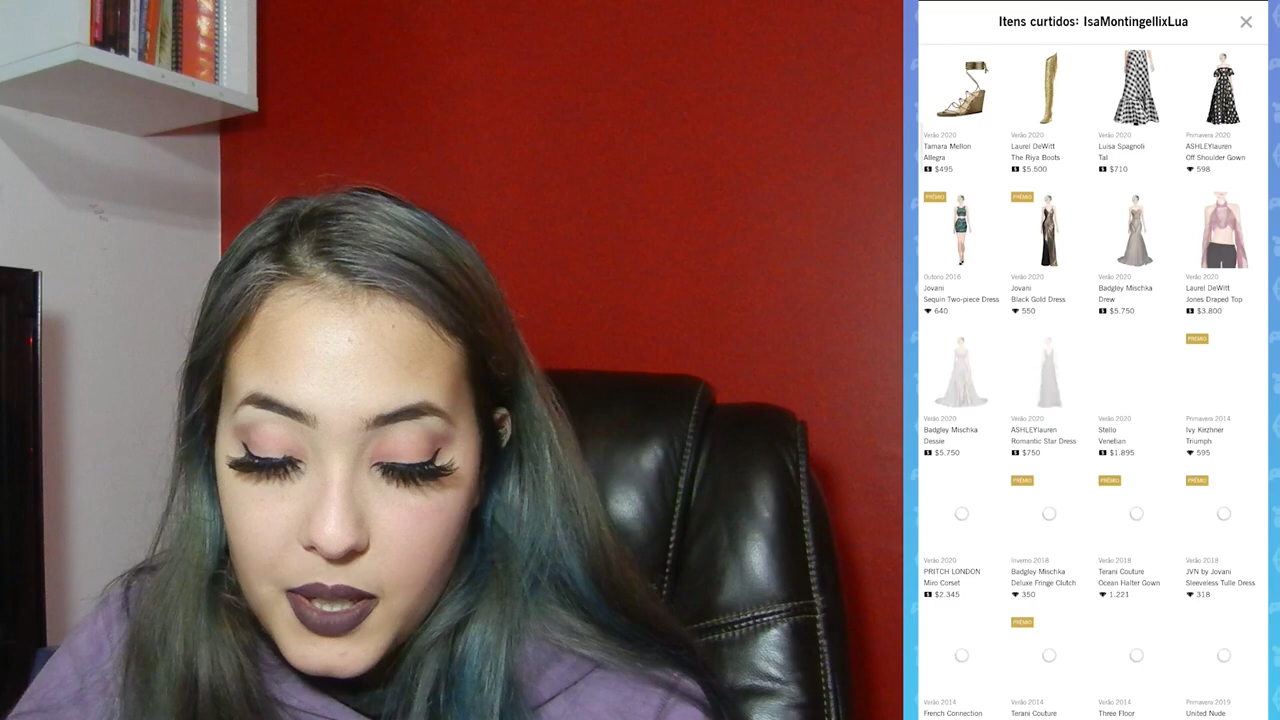 Itens curtidos: IsaMontingellixLua
Verão 2020
Tamara Mellon
Allegra
$495
Verão 2020
Laurel DeWitt
The Riya Boots
$5.500
Verão 2020
Luisa Spagnoli
Tal
$710
Primavera 2020
ASHLEYlauren
Off Shoulder Gown
598
PRÊMIO
Outono 2016
Jovani
Sequin Two-piece Dress
640
PRÊMIO
Verão 2020
Jovani
Black Gold Dress
550
Verão 2020
Badgley Mischka
Drew
$5.750
Verão 2020
Laurel DeWitt
Jones Draped Top
$3.800
Verão 2020
Badgley Mischka
Dessie
$5.750
Verão 2020
ASHLEYlauren
Romantic Star Dress
$750
Verão 2020
Stello
Venetian
$1.895
PRÊMIO
Primavera 2014
Ivy Kirzhner
Triumph
595
Verão 2020
PRITCH LONDON
Miro Corset
$2.345
PRÊMIO
Inverno 2018
Badgley Mischka
Deluxe Fringe Clutch
350
PRÊMIO
Verão 2018
Terani Couture
Ocean Halter Gown
1.221
PRÊMIO
Verão 2018
JVN by Jovani
Sleeveless Tulle Dress
318
Verão 2014
French Connection
PRÊMIO
Verão 2014
Terani Couture
Verão 2014
Three Floor
Primavera 2019
United Nude